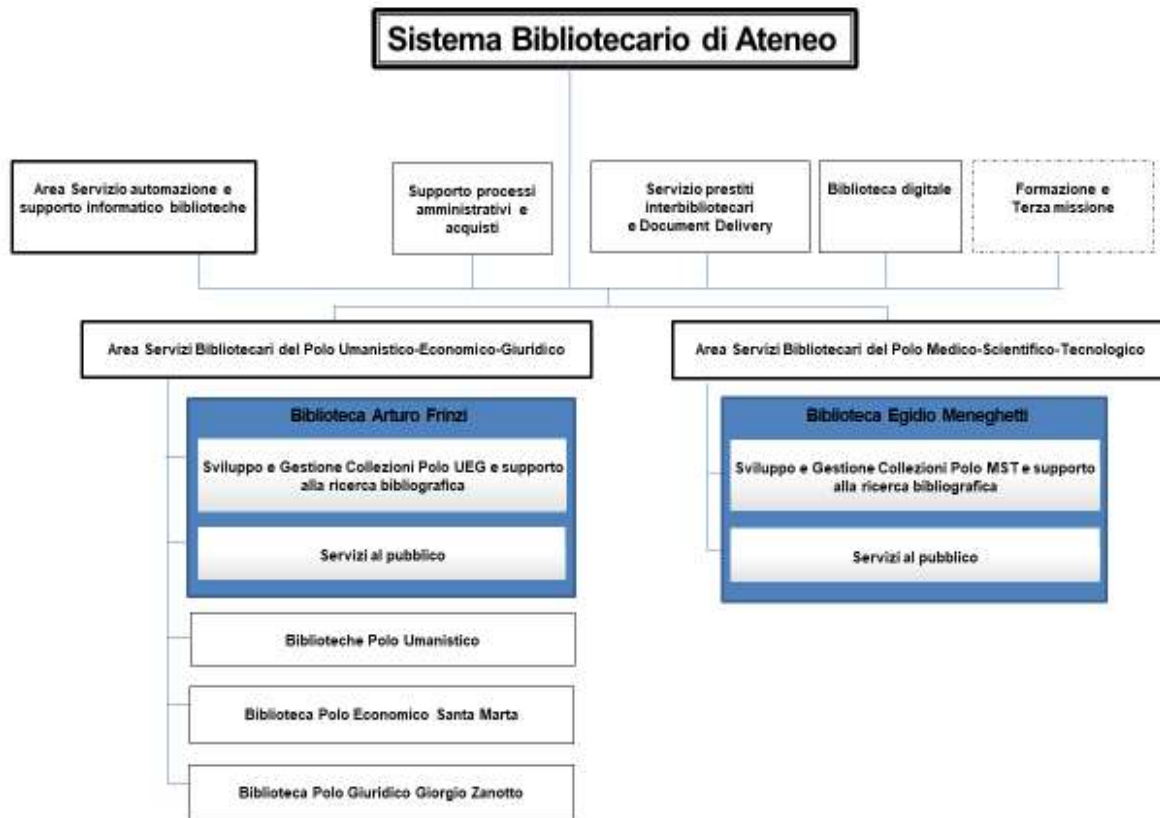 Sistema Bibliotecario di Ateneo
Area Servizio automazione e
supporto informatico biblioteche
Supporto processi
amministrativi e
acquisti
Servizio prestiti
interbibliotecari
e Document Delivery
Biblioteca digitale
Formazione e
Terza missione
Area Servizi Bibliotecari del Polo Umanistico-Economico-Giuridico
Biblioteca Arturo Frinzi
Sviluppo e Gestione Collezioni Polo UEG e supporto
alla ricerca bibliografica
Servizi al pubblico
Biblioteche Polo Umanistico
Biblioteca Polo Economico Santa Marta
Biblioteca Polo Giuridico Giorgio Zanotto
Area Servizi Bibliotecari del Polo Medico-Scientifico-Tecnologico
Biblioteca Egidio Meneghetti
Sviluppo e Gestione Collezioni Polo MST e supporto
alla ricerca bibliografica
Servizi al pubblico